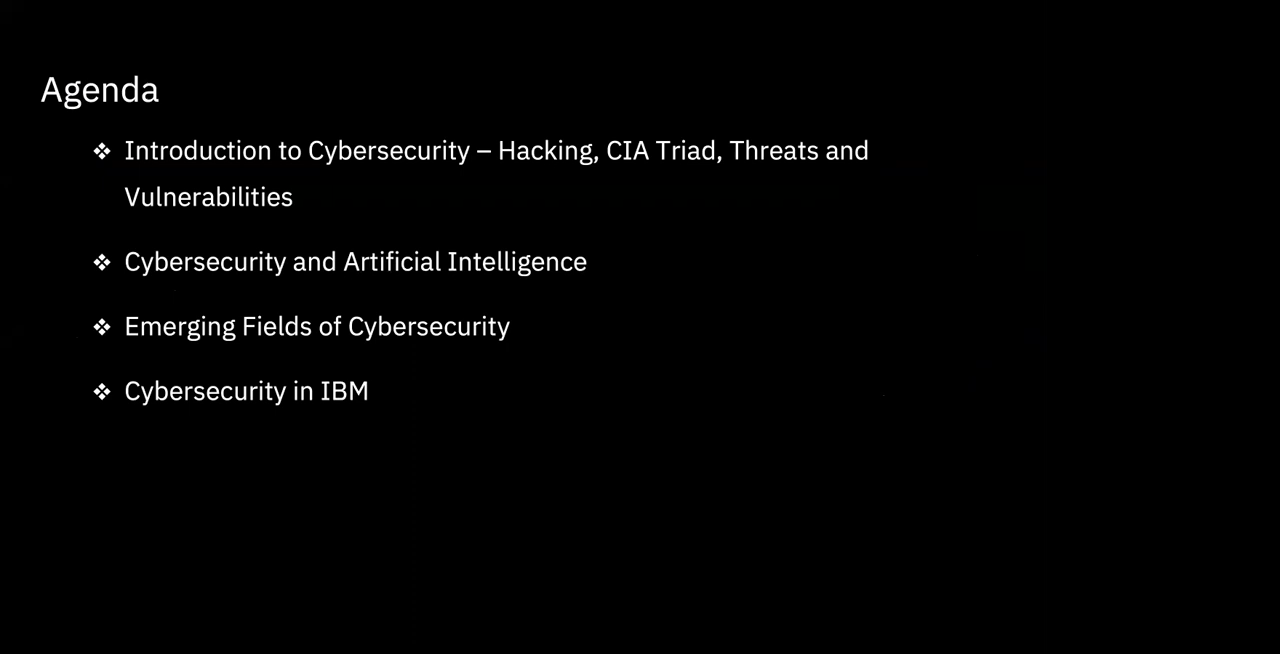 Agenda
❖ Introduction to Cybersecurity – Hacking, CIA Triad, Threats and
Vulnerabilities
❖ Cybersecurity and Artificial Intelligence
❖ Emerging Fields of Cybersecurity
❖ Cybersecurity in IBM